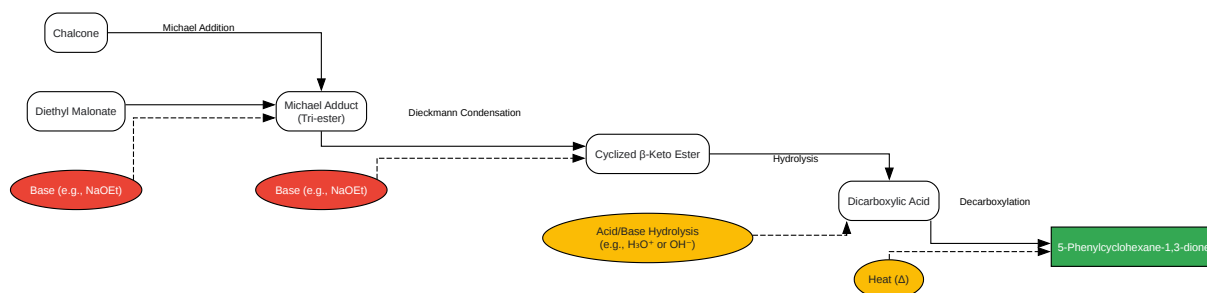 Chalcone
Michael Addition
Diethyl Malonate
Michael Adduct
(Tri-ester)
Dieckmann Condensation
Base (e.g., NaOEt)
Base (e.g., NaOEt)
Cyclized β-Keto Ester
Hydrolysis
Dicarboxylic Acid
Decarboxylation
Acid/Base Hydrolysis
(e.g., H₃O⁺ or OH⁻)
5-Phenylcyclohexane-1,3-dione
Heat (Δ)